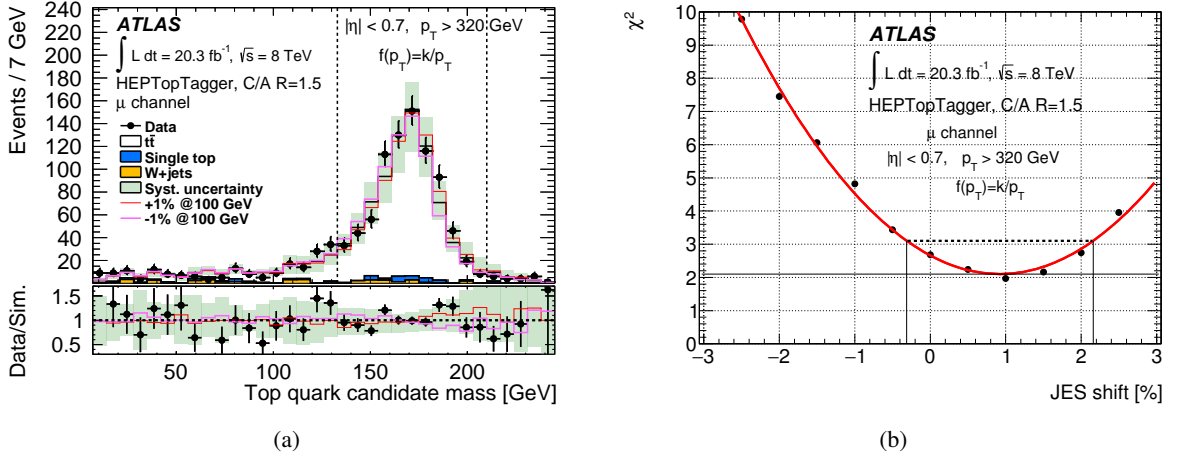 Events / 7 GeV
240
220
200
180
160
140
120
100
80
60
40
20
ATLAS
|η| < 0.7, p_T > 320 GeV
∫ L dt = 20.3 fb⁻¹, √s = 8 TeV
f(p_T)=k/p_T
HEPTopTagger, C/A R=1.5
μ channel
Data
tt̄
Single top
W+jets
Syst. uncertainty
+1% @100 GeV
-1% @100 GeV
Data/Sim.
1.5
1
0.5
50 100 150 200
Top quark candidate mass [GeV]
(a)
χ²
10
9
8
7
6
5
4
3
2
1
0
ATLAS
∫ L dt = 20.3 fb⁻¹, √s = 8 TeV
HEPTopTagger, C/A R=1.5
μ channel
|η| < 0.7, p_T > 320 GeV
f(p_T)=k/p_T
−3 −2 −1 0 1 2 3
JES shift [%]
(b)